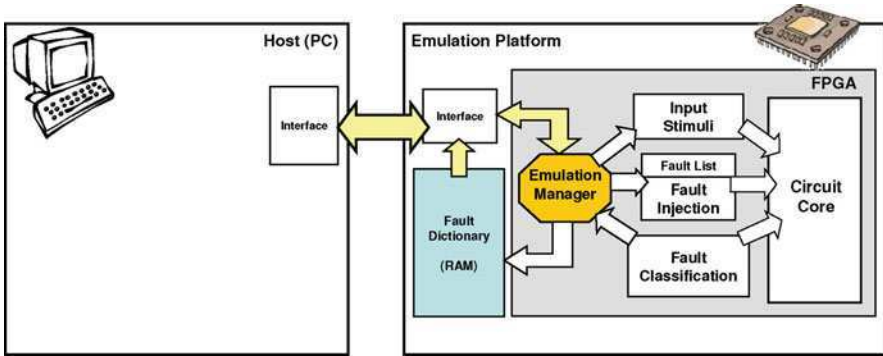 Host (PC)
Interface
Emulation Platform
Interface
Fault
Dictionary
(RAM)
FPGA
Emulation
Manager
Input
Stimuli
Fault List
Fault
Injection
Fault
Classification
Circuit
Core